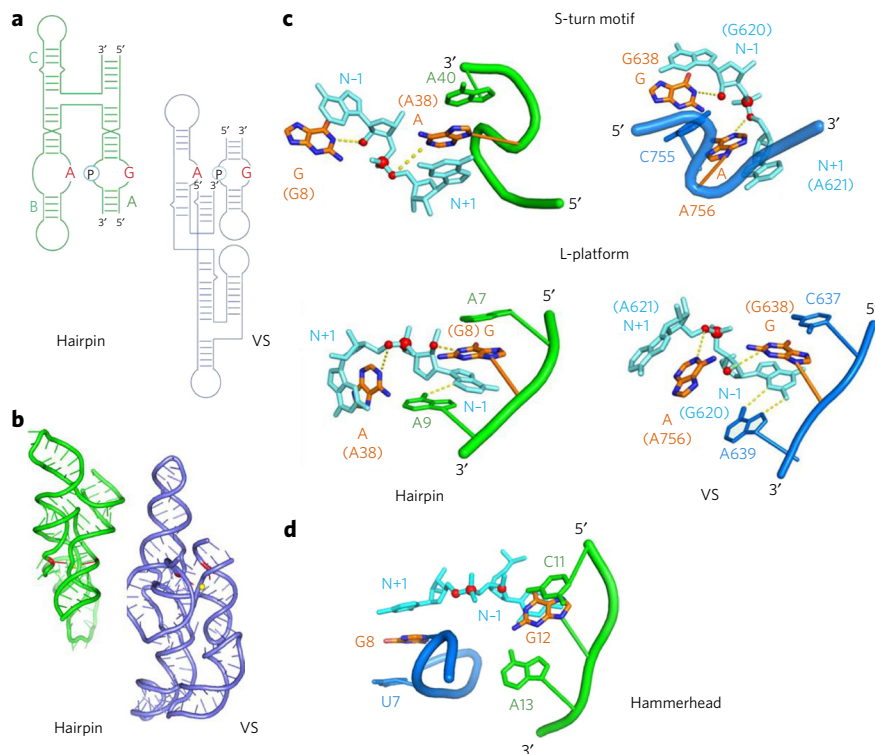 a
C
3′ 5′
A P G
B
A
3′ 5′
Hairpin
5′ 3′
A P G
5′ 3′
3′ 5′
VS
b
Hairpin
VS
c
S-turn motif
3′
A40
N–1
(A38)
A
G
(G8)
N+1
5′
(G620)
N–1
G638
G
5′
3′
C755
A
N+1
(A621)
A756
L-platform
5′
A7
N+1
(G8) G
N–1
A
(A38)
A9
3′
Hairpin
(A621)
N+1
(G638)
G
C637
5′
N–1
(G620)
A
(A756)
A639
3′
VS
d
5′
C11
N+1
N–1
G12
G8
U7
A13
3′
Hammerhead